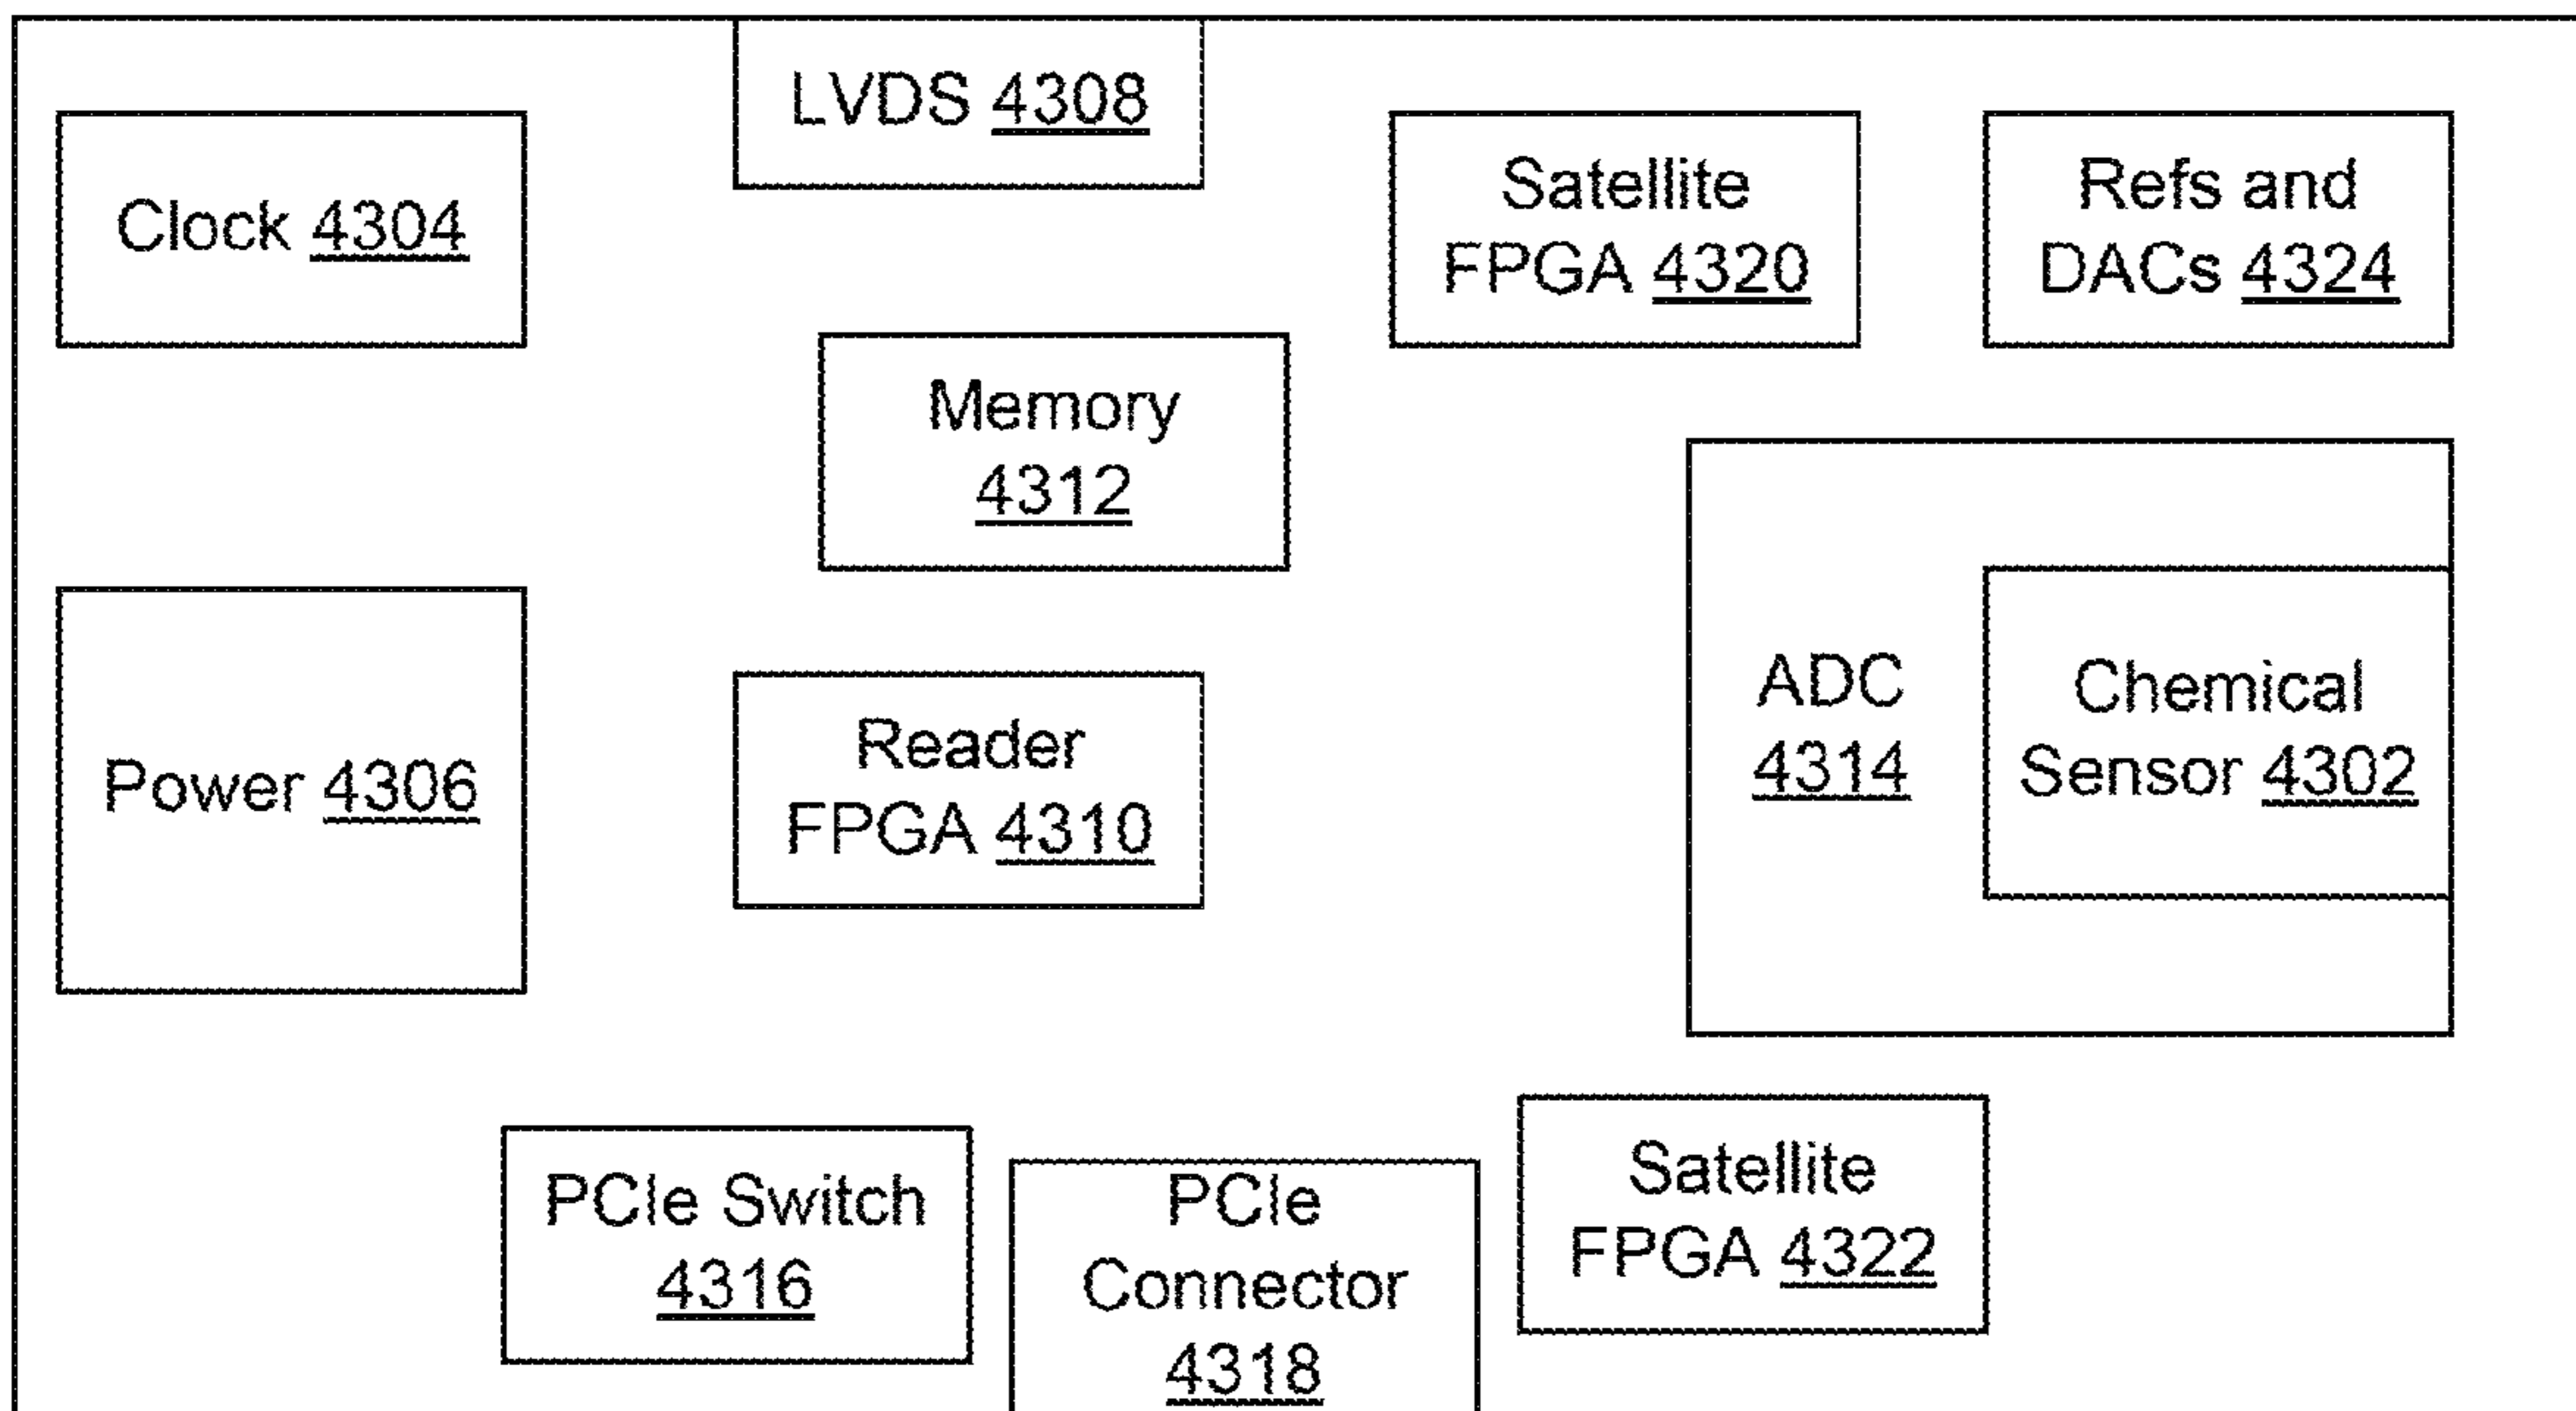 LVDS 4308
Clock 4304
Satellite
FPGA 4320
Refs and
DACs 4324
Memory
4312
Power 4306
Reader
FPGA 4310
ADC
4314
Chemical
Sensor 4302
PCIe Switch
4316
PCIe
Connector
4318
Satellite
FPGA 4322